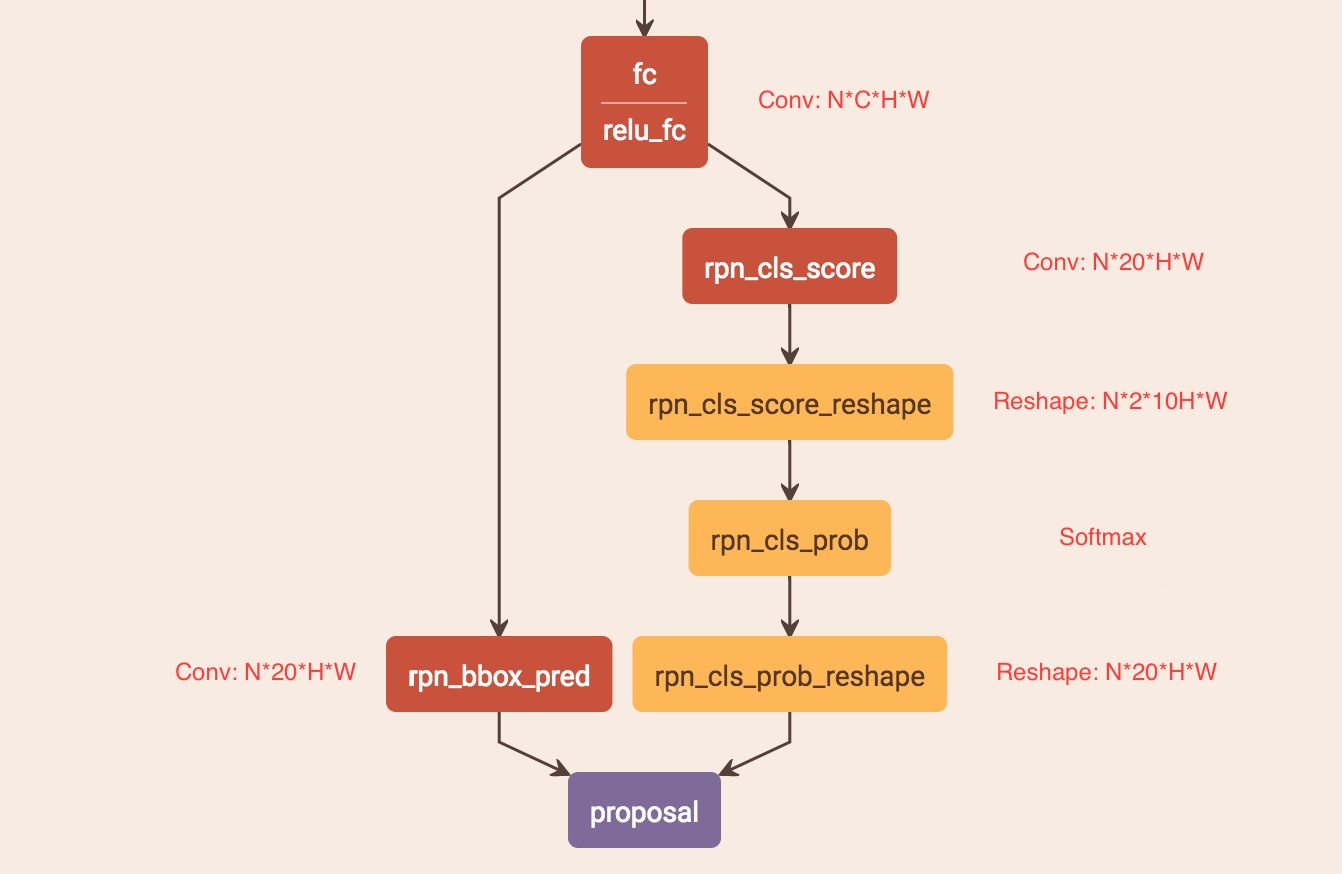 fc
relu_fc
Conv: N*C*H*W
rpn_cls_score
Conv: N*20*H*W
rpn_cls_score_reshape
Reshape: N*2*10H*W
rpn_cls_prob
Softmax
Conv: N*20*H*W
rpn_bbox_pred
rpn_cls_prob_reshape
Reshape: N*20*H*W
proposal